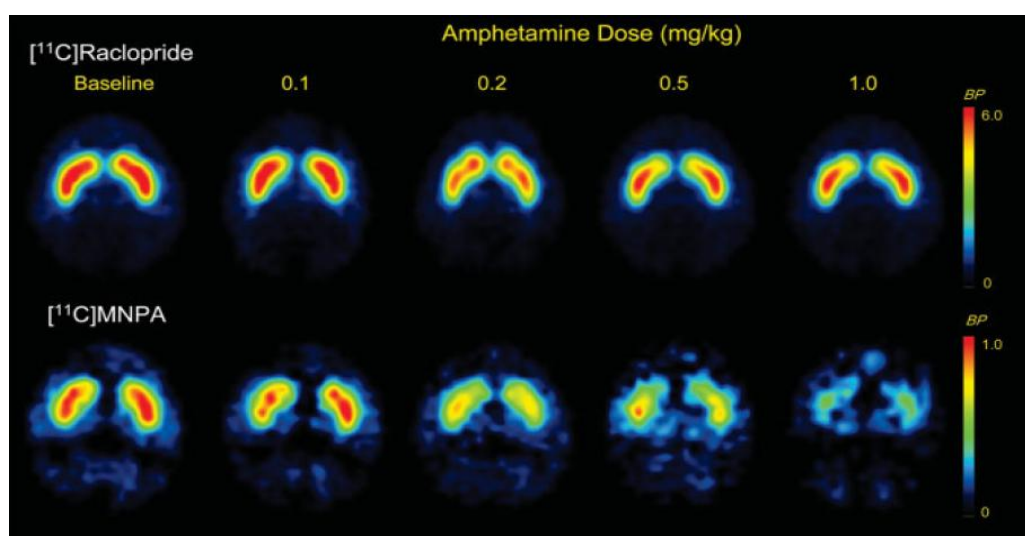 Amphetamine Dose (mg/kg)
[¹¹C]Raclopride
Baseline 0.1 0.2 0.5 1.0
BP
6.0
0
[¹¹C]MNPA
BP
1.0
0